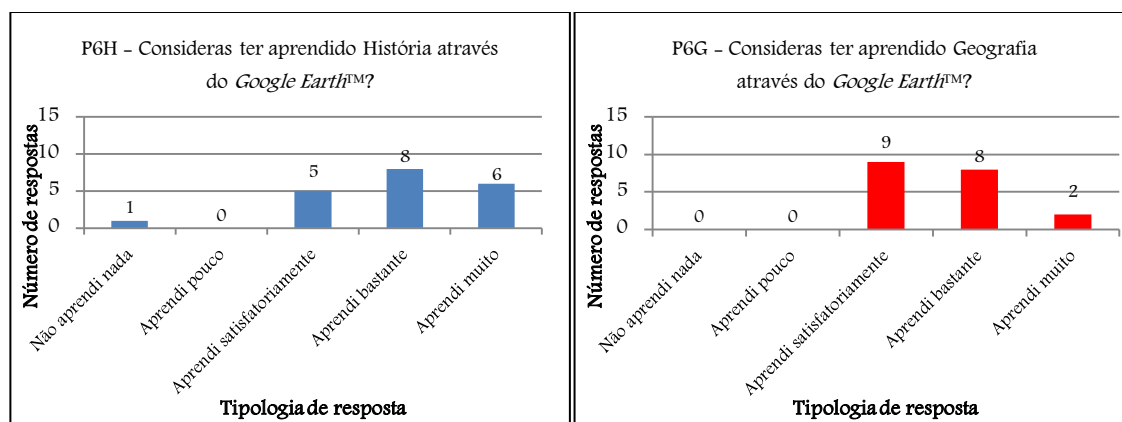 P6H - Consideras ter aprendido História através
do Google Earth™?
Número de respostas
15
10
5
0
1
0
5
8
6
Não aprendi nada
Aprendi pouco
Aprendi satisfatoriamente
Aprendi bastante
Aprendi muito
Tipologia de resposta
P6G - Consideras ter aprendido Geografia
através do Google Earth™?
Número de respostas
15
10
5
0
0
0
9
8
2
Não aprendi nada
Aprendi pouco
Aprendi satisfatoriamente
Aprendi bastante
Aprendi muito
Tipologia de resposta